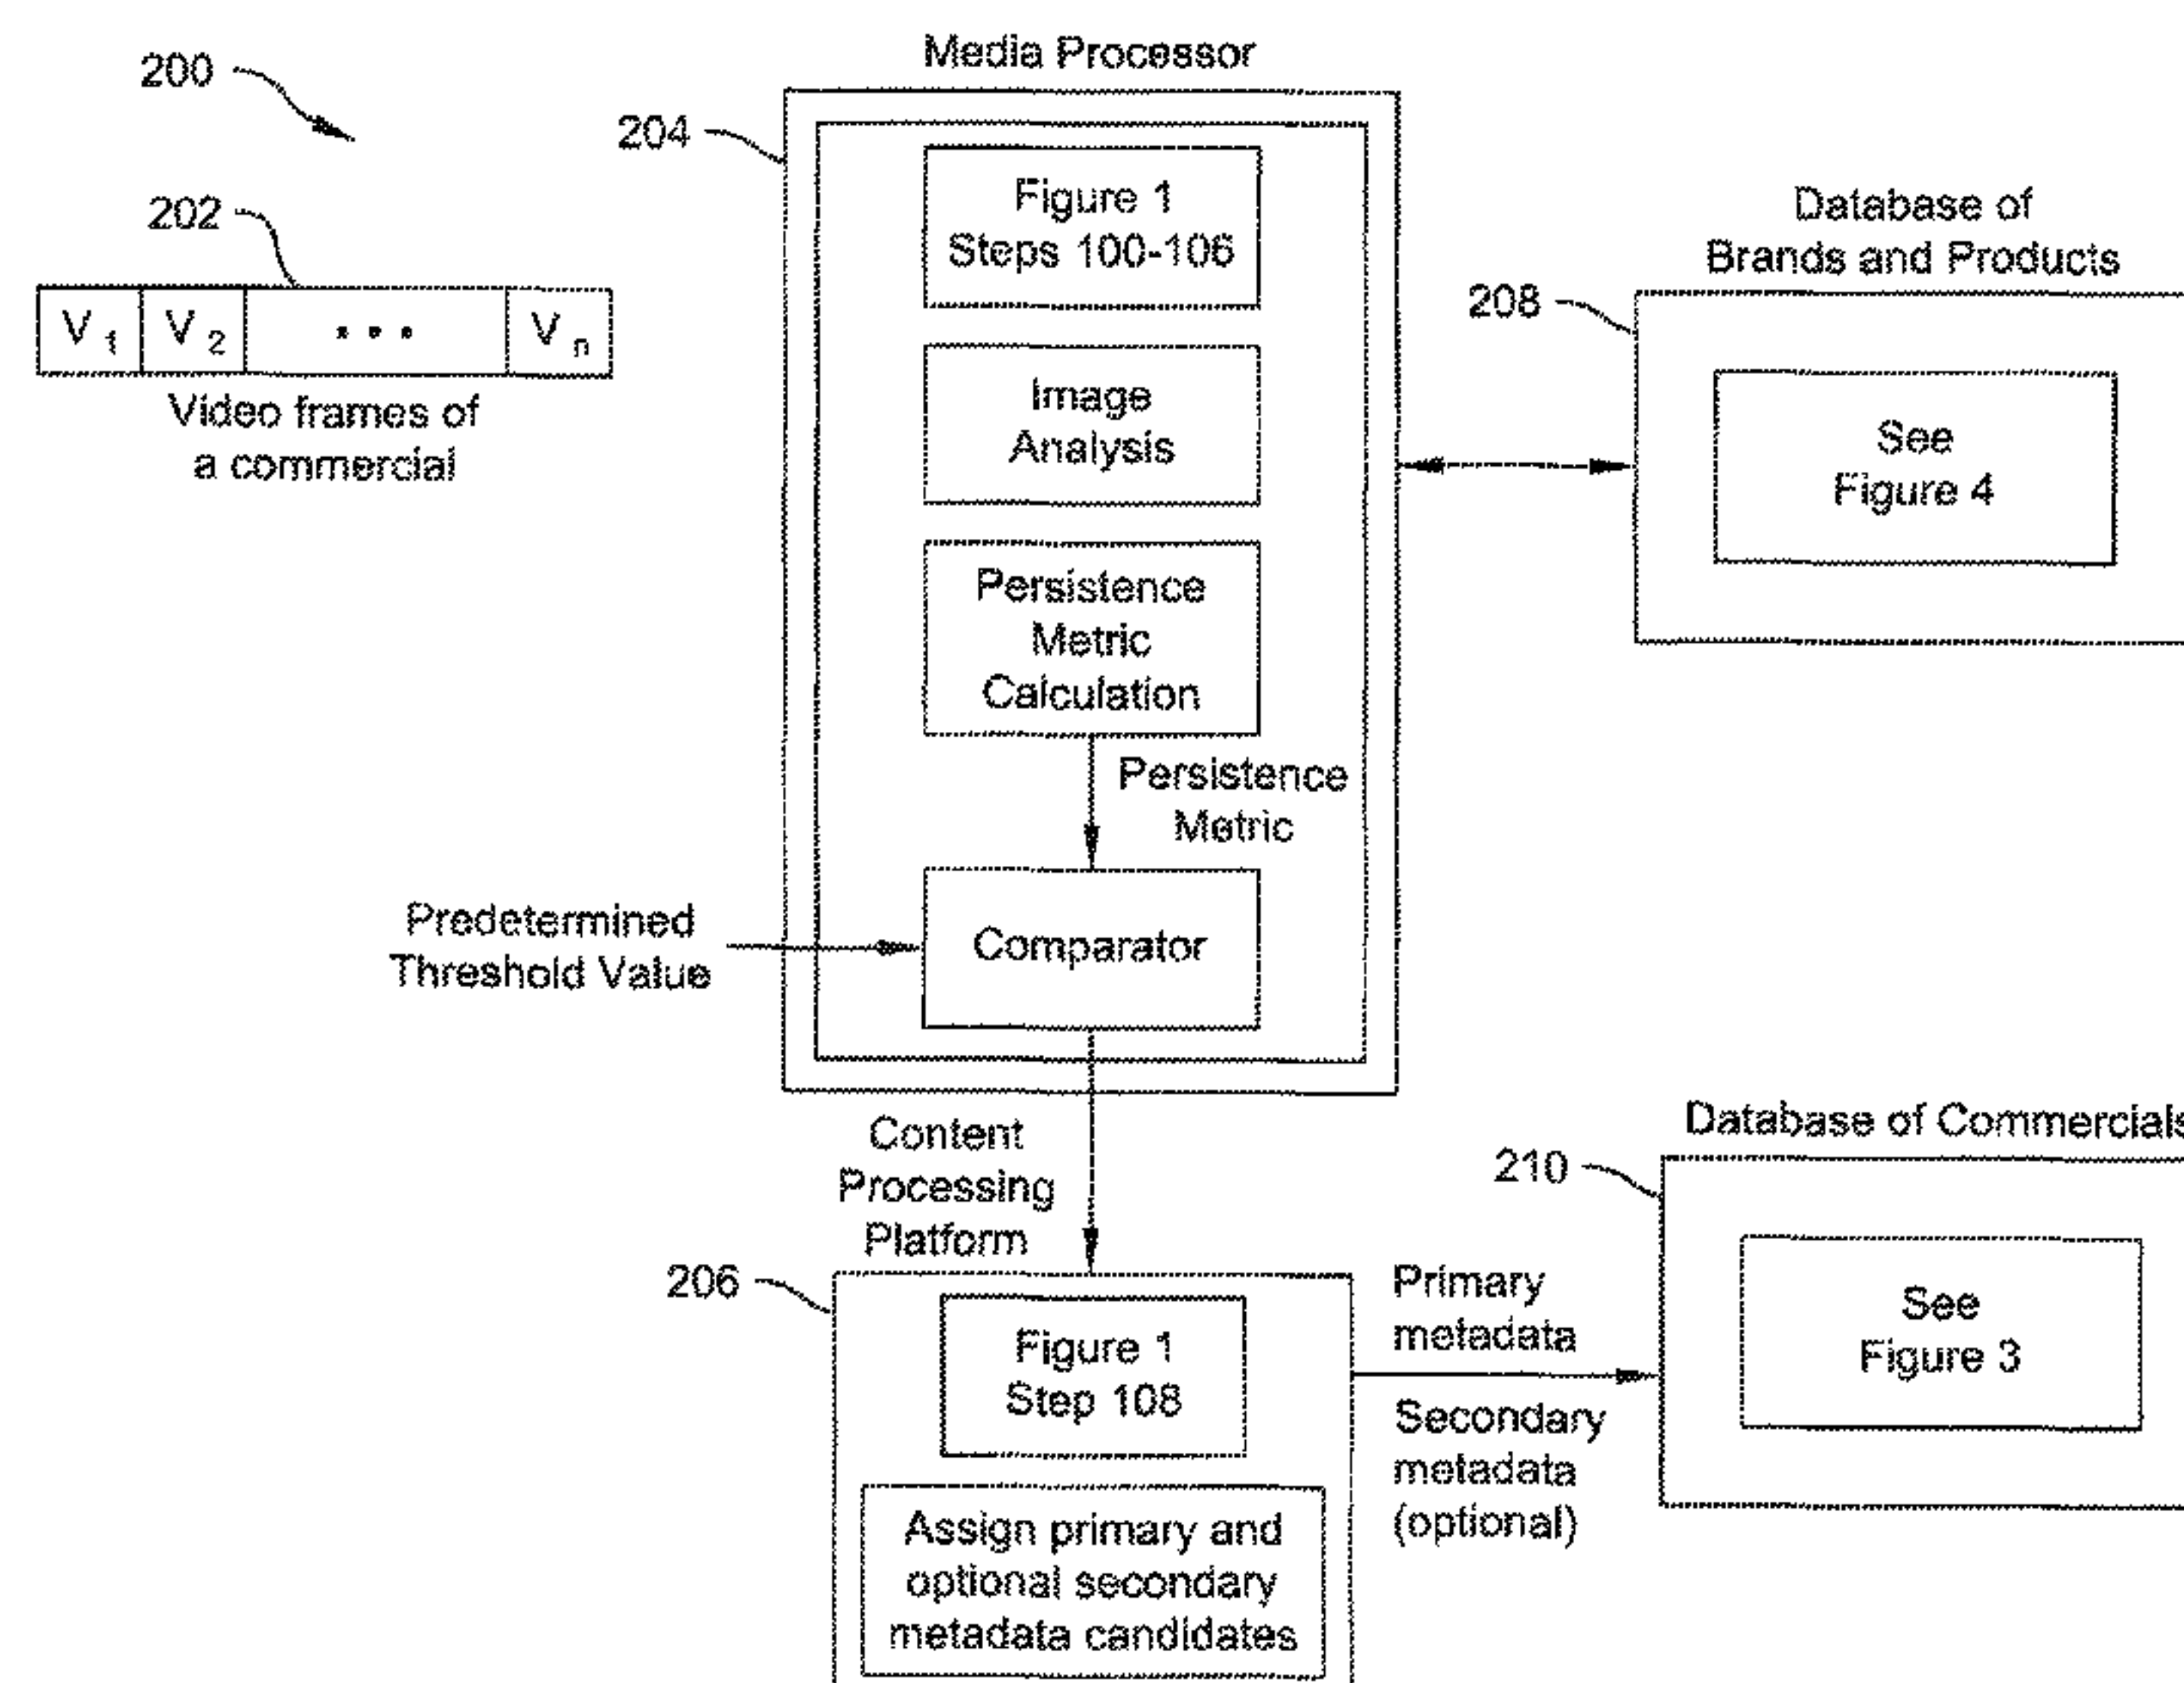 200
202
V1 V2 • • • Vn
Video frames of
a commercial
Media Processor
204
Figure 1
Steps 100-106
Image
Analysis
Persistence
Metric
Calculation
Persistence
Metric
Predetermined
Threshold Value
Comparator
Database of
Brands and Products
208
See
Figure 4
Content
Processing
Platform
206
Figure 1
Step 108
Assign primary and
optional secondary
metadata candidates
Primary
metadata
Secondary
metadata
(optional)
Database of Commercials
210
See
Figure 3